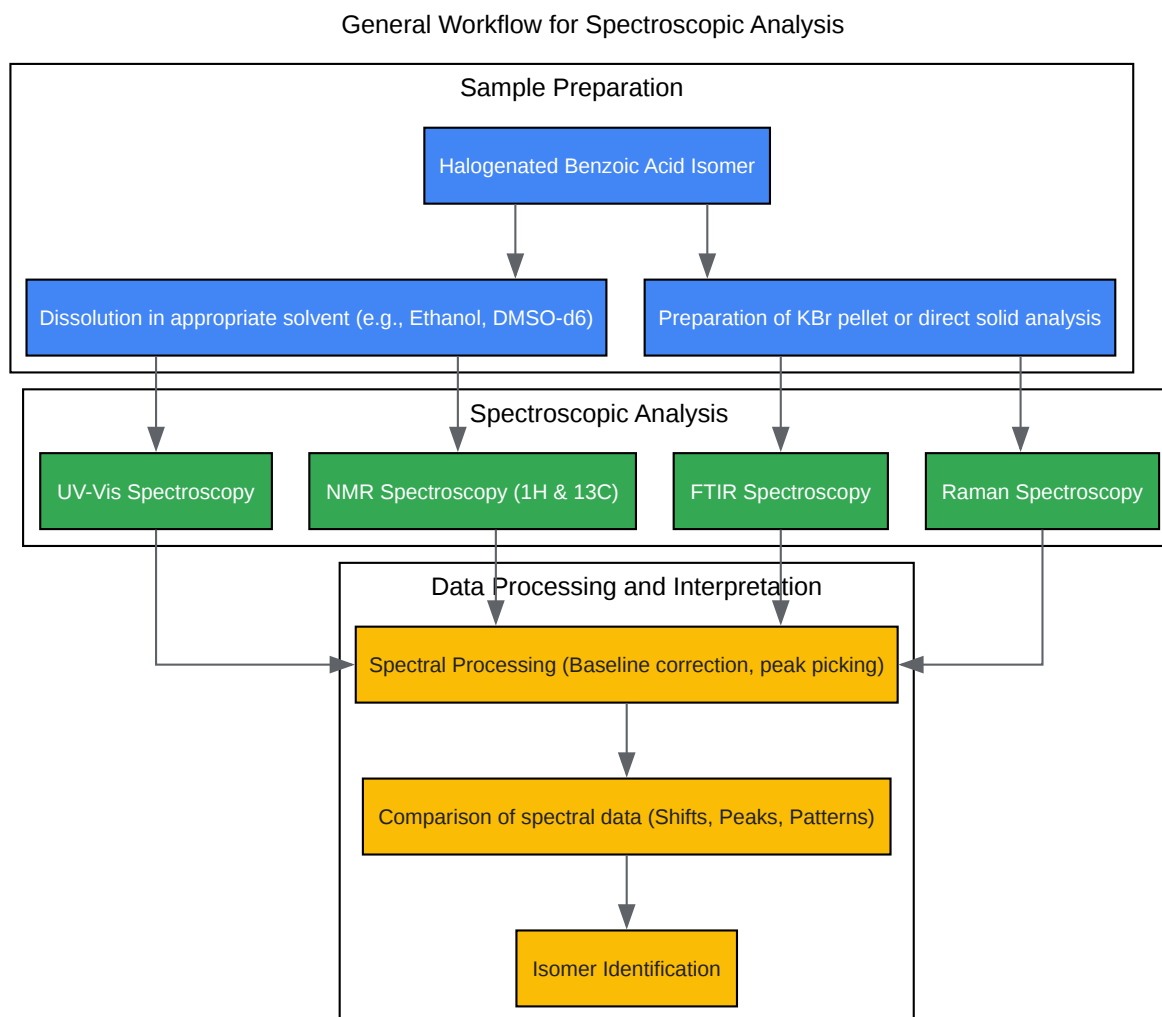 General Workflow for Spectroscopic Analysis
Sample Preparation
Halogenated Benzoic Acid Isomer
Dissolution in appropriate solvent (e.g., Ethanol, DMSO-d6)
Preparation of KBr pellet or direct solid analysis
Spectroscopic Analysis
UV-Vis Spectroscopy
NMR Spectroscopy (1H & 13C)
FTIR Spectroscopy
Raman Spectroscopy
Data Processing and Interpretation
Spectral Processing (Baseline correction, peak picking)
Comparison of spectral data (Shifts, Peaks, Patterns)
Isomer Identification